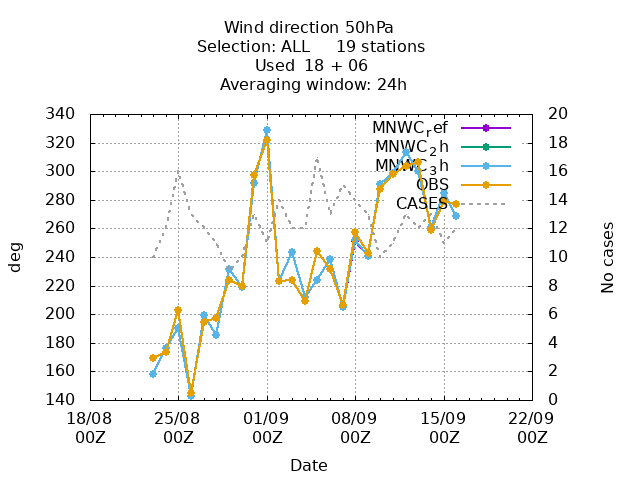 Wind direction 50hPa
Selection: ALL 19 stations
Used 18 + 06
Averaging window: 24h
340 20
320 18
300 16
280 14
260 12
240 10
220 8
200 6
180 4
160 2
140 0
MNWC_ref
MNWC_2h
MNWC_3h
OBS
CASES
deg
No cases
18/08 25/08 01/09 08/09 15/09 22/09
00Z 00Z 00Z 00Z 00Z 00Z
Date